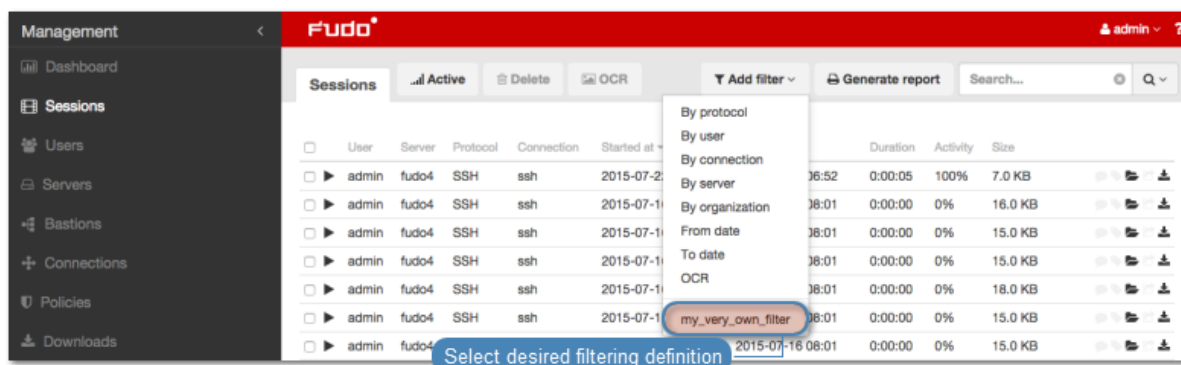 Management
Fudo
admin ?
Dashboard
Sessions Active Delete OCR Add filter Generate report Search...
Sessions
By protocol
Users
By user
User Server Protocol Connection Started at Duration Activity Size
By connection
Servers
admin fudo4 SSH ssh 2015-07-2 06:52 0:00:05 100% 7.0 KB
By server
admin fudo4 SSH ssh 2015-07-1 08:01 0:00:00 0% 16.0 KB
By organization
Bastions
admin fudo4 SSH ssh 2015-07-1 08:01 0:00:00 0% 15.0 KB
From date
To date
Connections
admin fudo4 SSH ssh 2015-07-1 08:01 0:00:00 0% 15.0 KB
OCR
admin fudo4 SSH ssh 2015-07-1 08:01 0:00:00 0% 18.0 KB
Policies
admin fudo4 SSH ssh 2015-07-1 my_very_own_filter 08:01 0:00:00 0% 15.0 KB
Downloads
admin fudo4 2015-07-16 08:01 0:00:00 0% 15.0 KB
Select desired filtering definition